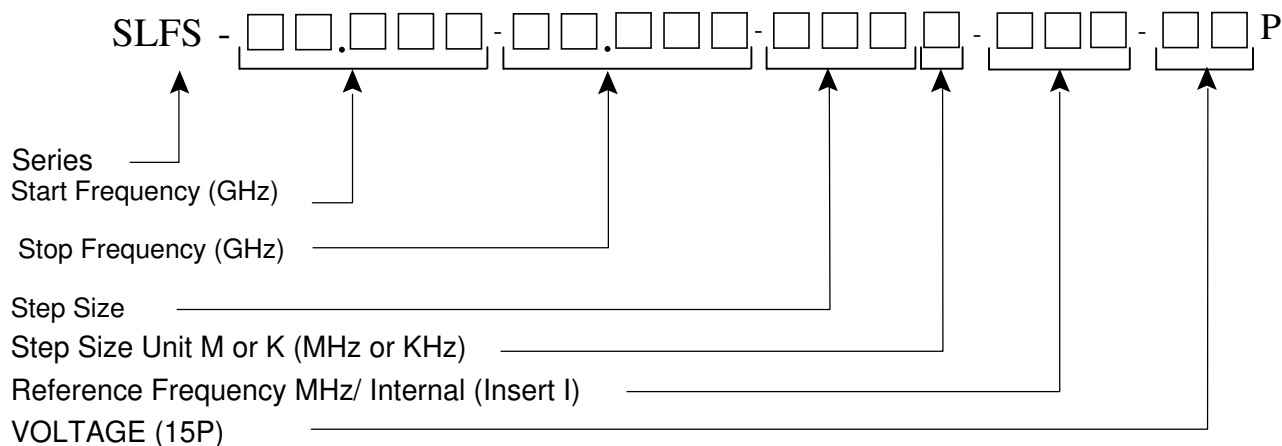 SLFS - □□.□□□ - □□.□□□ - □□□ □ - □□□ - □□ P
Series
Start Frequency (GHz)
Stop Frequency (GHz)
Step Size
Step Size Unit M or K (MHz or KHz)
Reference Frequency MHz/ Internal (Insert I)
VOLTAGE (15P)